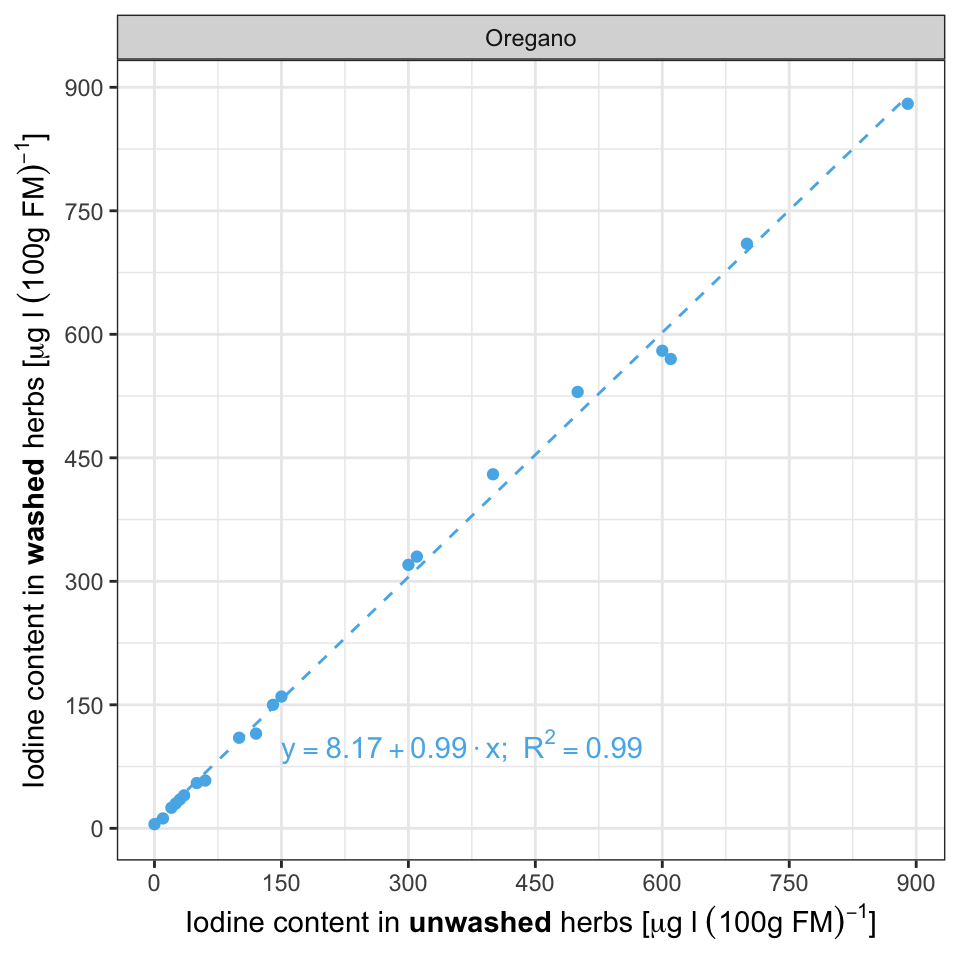 Oregano
Iodine content in washed herbs [μg I (100g FM)⁻¹]
900
750
600
450
300
150
0
y = 8.17 + 0.99 · x; R² = 0.99
0 150 300 450 600 750 900
Iodine content in unwashed herbs [μg I (100g FM)⁻¹]